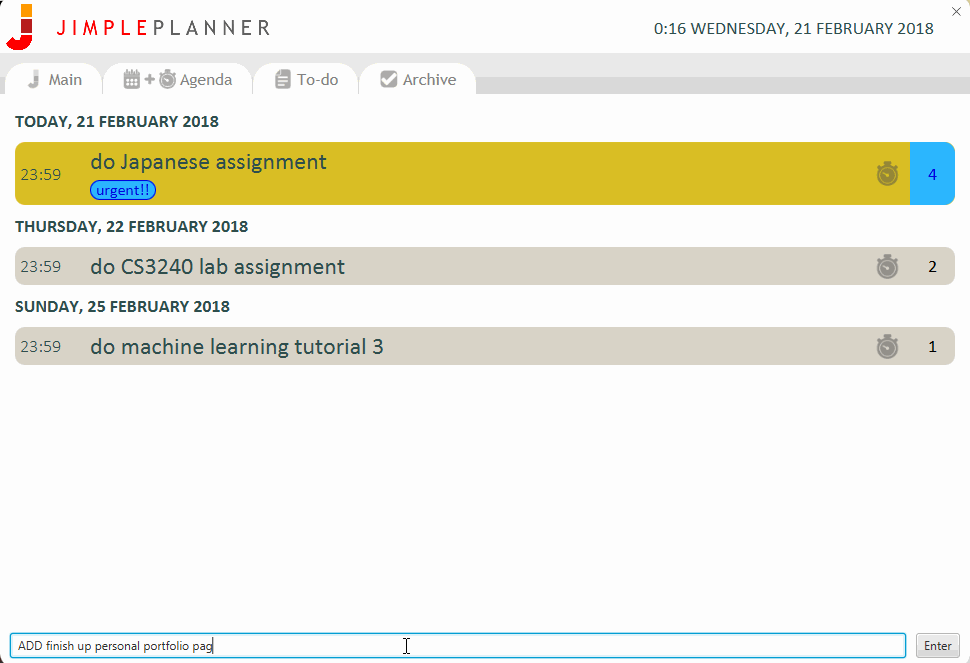 JIMPLEPLANNER
0:16 WEDNESDAY, 21 FEBRUARY 2018
Main
Agenda
To-do
Archive
TODAY, 21 FEBRUARY 2018
23:59 do Japanese assignment 4
urgent!!
THURSDAY, 22 FEBRUARY 2018
23:59 do CS3240 lab assignment 2
SUNDAY, 25 FEBRUARY 2018
23:59 do machine learning tutorial 3 1
ADD finish up personal portfolio pag
Enter